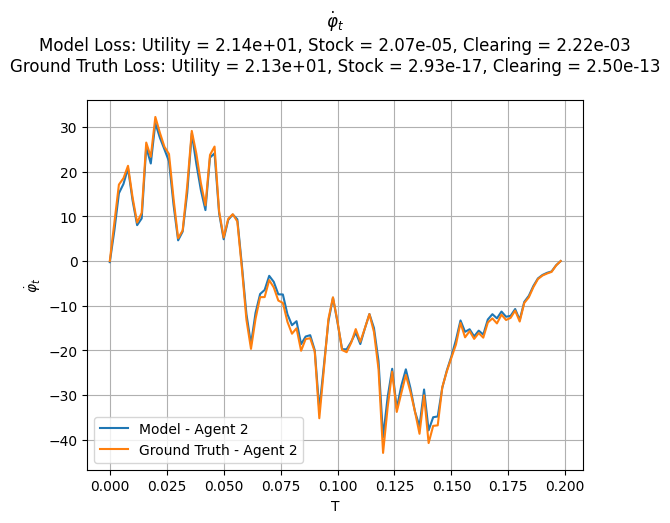 φ̇ₜ
Model Loss: Utility = 2.14e+01, Stock = 2.07e-05, Clearing = 2.22e-03
Ground Truth Loss: Utility = 2.13e+01, Stock = 2.93e-17, Clearing = 2.50e-13
30
20
10
0
−10
−20
−30
−40
φ̇ₜ
Model - Agent 2
Ground Truth - Agent 2
0.000 0.025 0.050 0.075 0.100 0.125 0.150 0.175 0.200
T